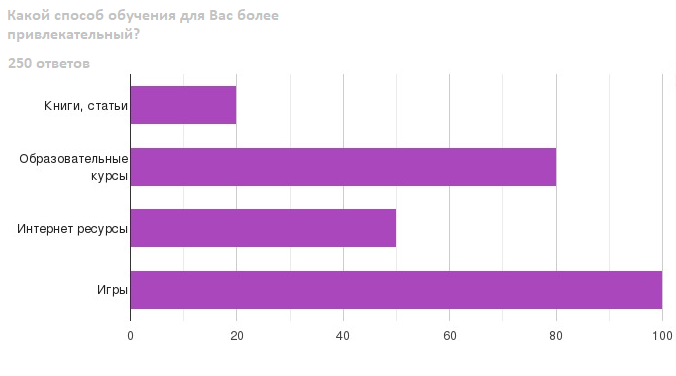 Какой способ обучения для Вас более
привлекательный?
250 ответов
Книги, статьи
Образовательные
курсы
Интернет ресурсы
Игры
0 20 40 60 80 100